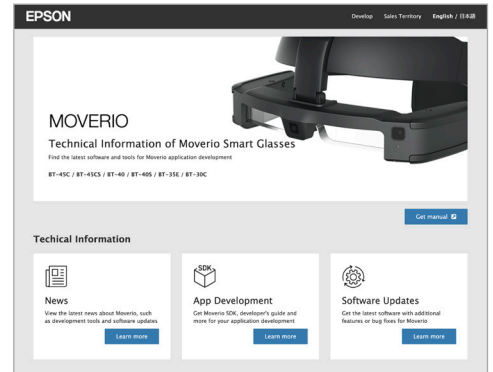 EPSON
Develop Sales Territory English / 日本語
MOVERIO
Technical Information of Moverio Smart Glasses
Find the latest software and tools for Moverio application development
BT-45C / BT-45CS / BT-40 / BT-40S / BT-35E / BT-30C
Get manual
Techical Information
News
View the latest news about Moverio, such
as development tools and software updates
Learn more
SDK
App Development
Get Moverio SDK, developer's guide and
more for your application development
Learn more
Software Updates
Get the latest software with additional
features or bug fixes for Moverio
Learn more